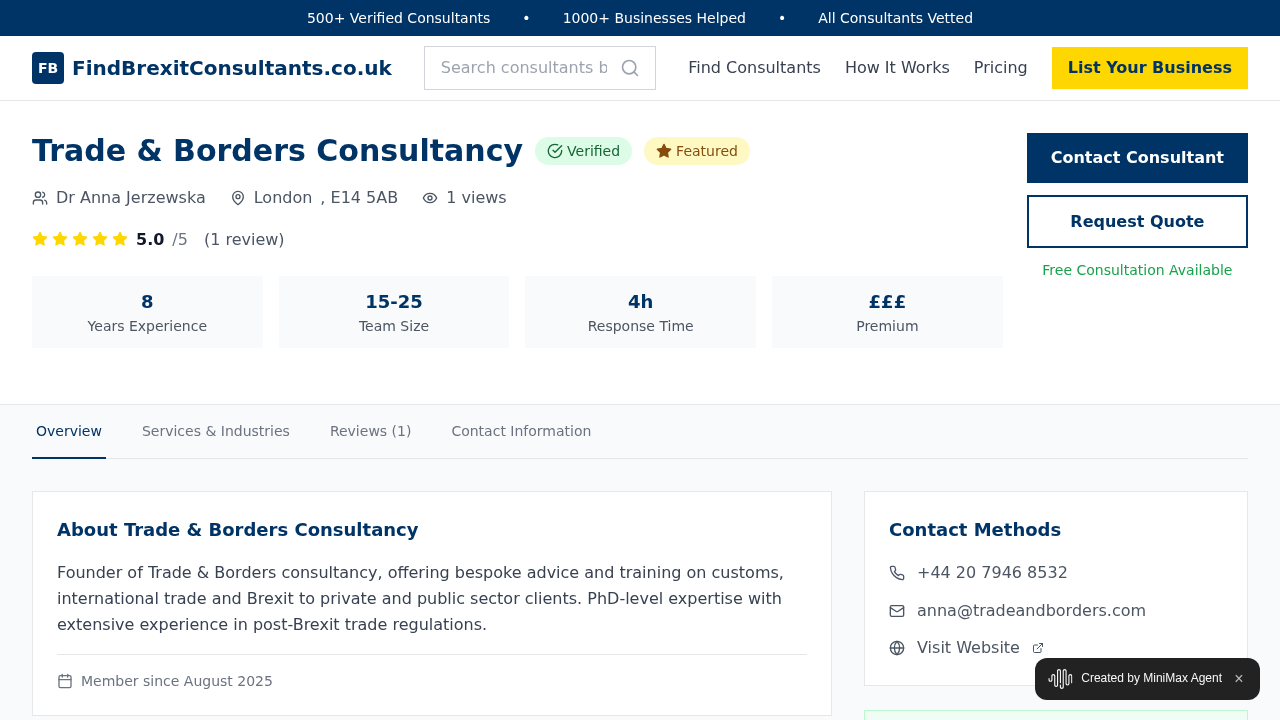 500+ Verified Consultants • 1000+ Businesses Helped • All Consultants Vetted
FB FindBrexitConsultants.co.uk
Search consultants b
Find Consultants How It Works Pricing List Your Business
Trade & Borders Consultancy Verified Featured
Dr Anna Jerzewska London , E14 5AB 1 views
5.0 /5 (1 review)
Contact Consultant
Request Quote
Free Consultation Available
8 15-25 4h £££
Years Experience Team Size Response Time Premium
Overview Services & Industries Reviews (1) Contact Information
About Trade & Borders Consultancy
Founder of Trade & Borders consultancy, offering bespoke advice and training on customs,
international trade and Brexit to private and public sector clients. PhD-level expertise with
extensive experience in post-Brexit trade regulations.
Member since August 2025
Contact Methods
+44 20 7946 8532
anna@tradeandborders.com
Visit Website
Created by MiniMax Agent ×